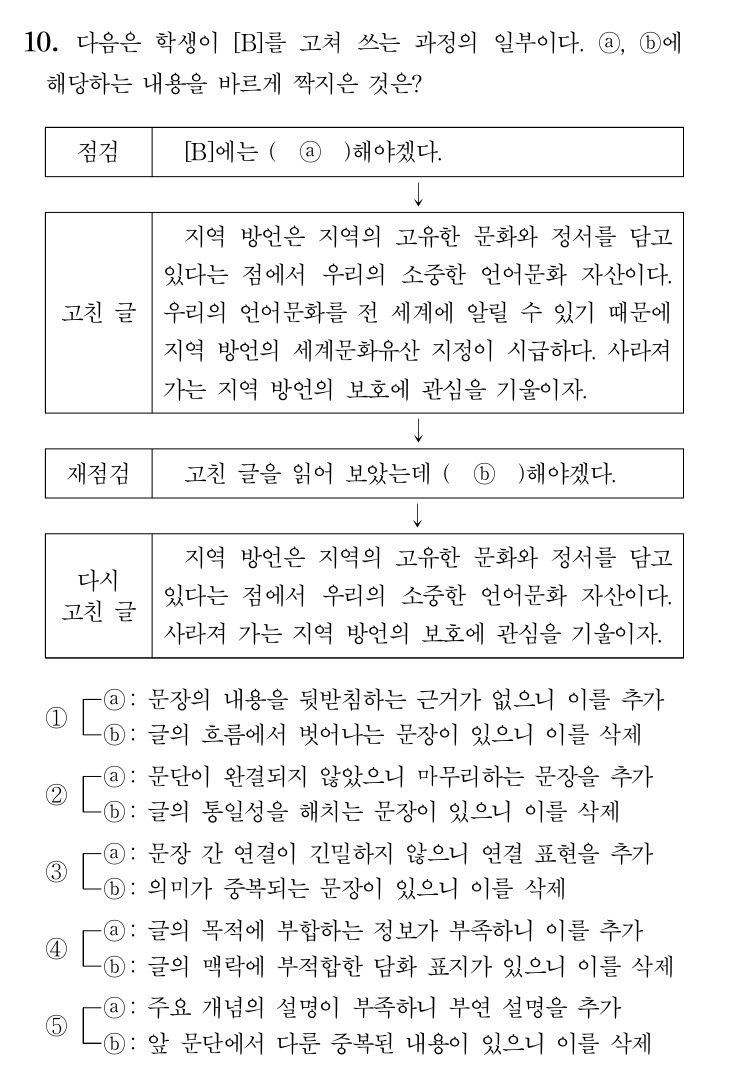 10. 다음은 학생이 [B]를 고쳐 쓰는 과정의 일부이다. ⓐ, ⓑ에
해당하는 내용을 바르게 짝지은 것은?
점검
[B]에는 ( ⓐ )해야겠다.
↓
고친 글
지역 방언은 지역의 고유한 문화와 정서를 담고
있다는 점에서 우리의 소중한 언어문화 자산이다.
우리의 언어문화를 전 세계에 알릴 수 있기 때문에
지역 방언의 세계문화유산 지정이 시급하다. 사라져
가는 지역 방언의 보호에 관심을 기울이자.
↓
재점검
고친 글을 읽어 보았는데 ( ⓑ )해야겠다.
↓
다시
고친 글
지역 방언은 지역의 고유한 문화와 정서를 담고
있다는 점에서 우리의 소중한 언어문화 자산이다.
사라져 가는 지역 방언의 보호에 관심을 기울이자.
① ⓐ: 문장의 내용을 뒷받침하는 근거가 없으니 이를 추가
ⓑ: 글의 흐름에서 벗어나는 문장이 있으니 이를 삭제
② ⓐ: 문단이 완결되지 않았으니 마무리하는 문장을 추가
ⓑ: 글의 통일성을 해치는 문장이 있으니 이를 삭제
③ ⓐ: 문장 간 연결이 긴밀하지 않으니 연결 표현을 추가
ⓑ: 의미가 중복되는 문장이 있으니 이를 삭제
④ ⓐ: 글의 목적에 부합하는 정보가 부족하니 이를 추가
ⓑ: 글의 맥락에 부적합한 담화 표지가 있으니 이를 삭제
⑤ ⓐ: 주요 개념의 설명이 부족하니 부연 설명을 추가
ⓑ: 앞 문단에서 다룬 중복된 내용이 있으니 이를 삭제